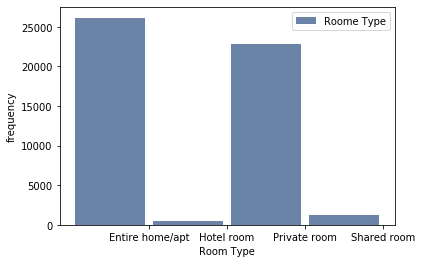 Roome Type
frequency
25000
20000
15000
10000
5000
0
Entire home/apt Hotel room Private room Shared room
Room Type